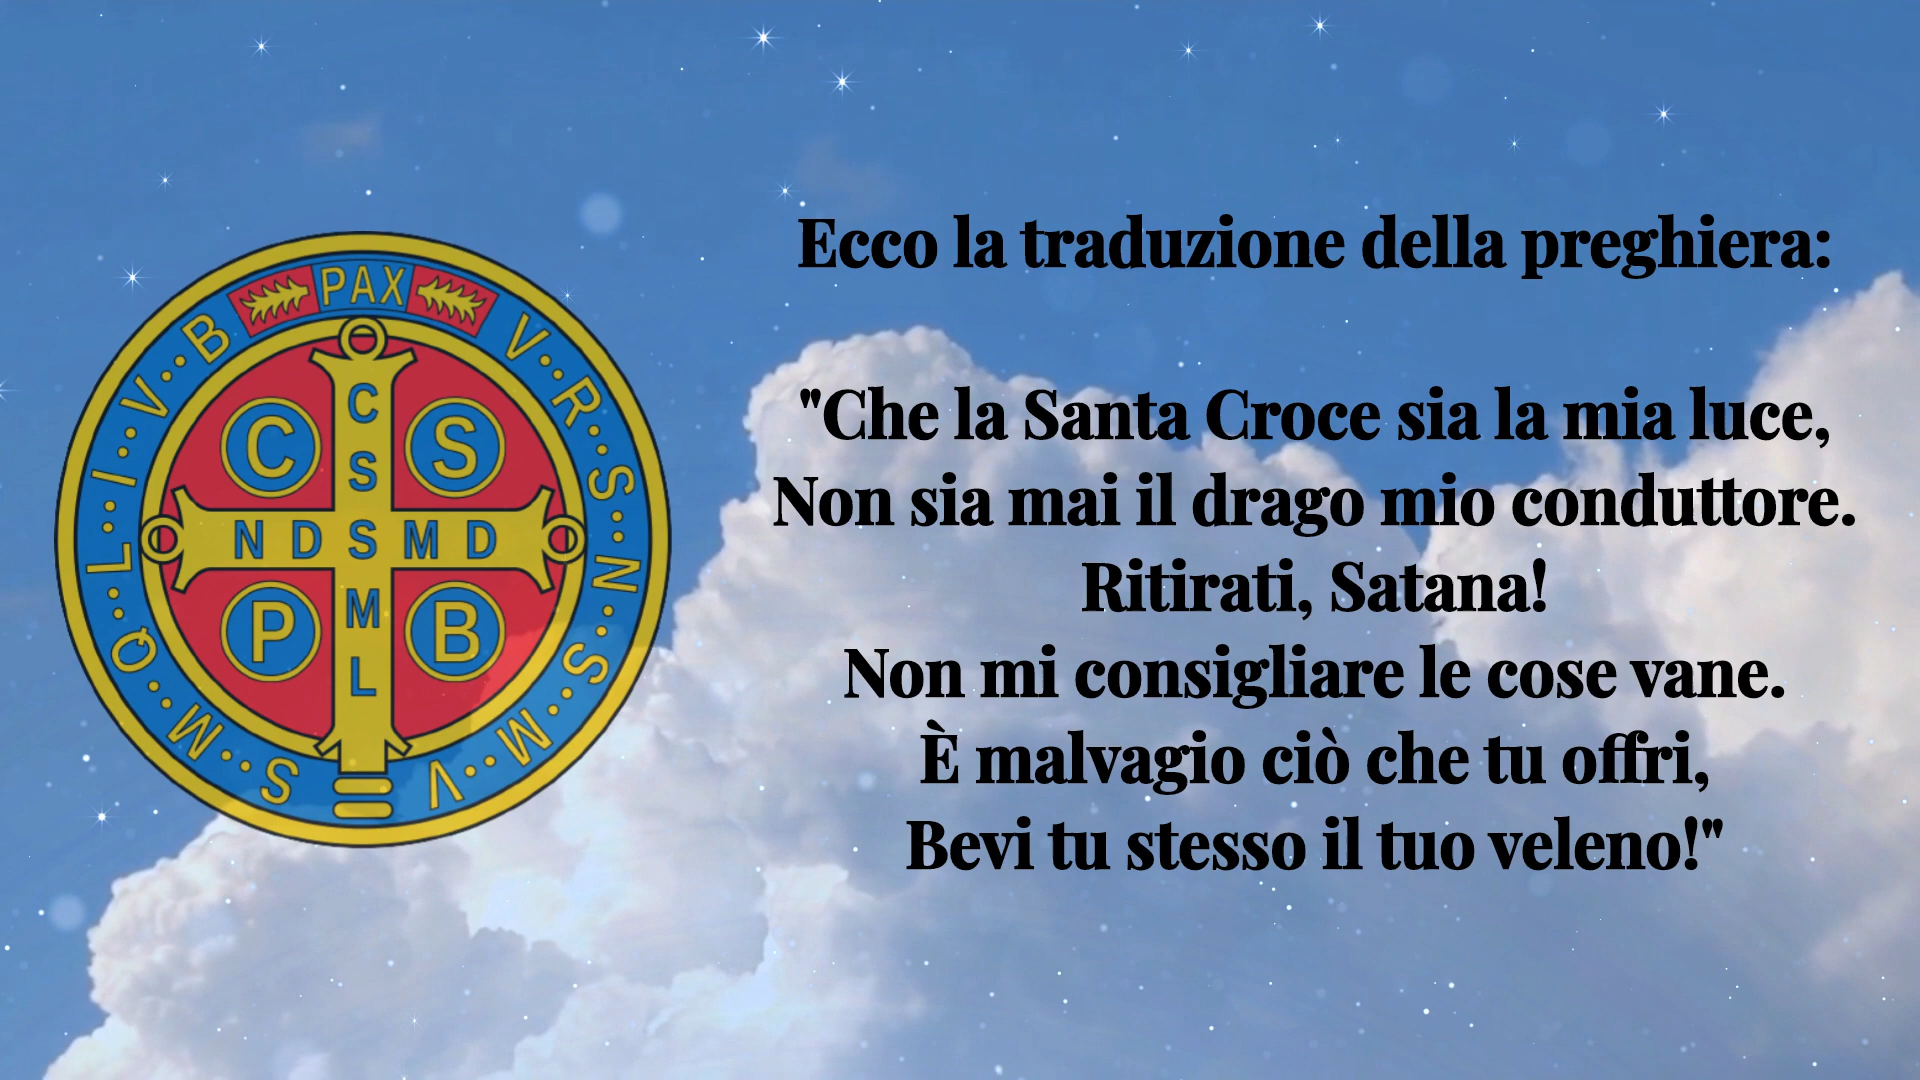 PAX
V··R··S··N··S··M··V
S··M··Q··L··I··V··B
C S
C
S
N D S M D
M
L
P B
Ecco la traduzione della preghiera:
"Che la Santa Croce sia la mia luce,
Non sia mai il drago mio conduttore.
Ritirati, Satana!
Non mi consigliare le cose vane.
È malvagio ciò che tu offri,
Bevi tu stesso il tuo veleno!"